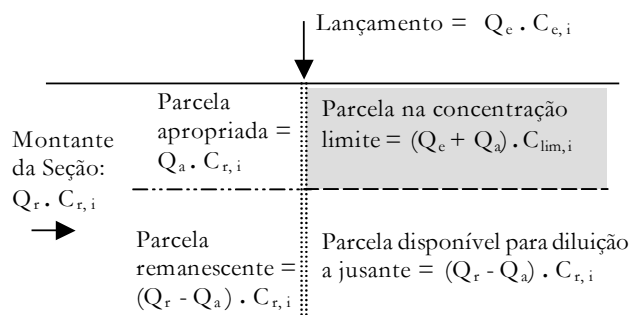 Lançamento = Qe . Ce, i
Parcela
apropriada =
Qa . Cr, i
Parcela na concentração
limite = (Qe + Qa) . Clim,i
Montante
da Seção:
Qr . Cr, i
Parcela
remanescente =
(Qr - Qa) . Cr, i
Parcela disponível para diluição
a jusante = (Qr - Qa) . Cr, i